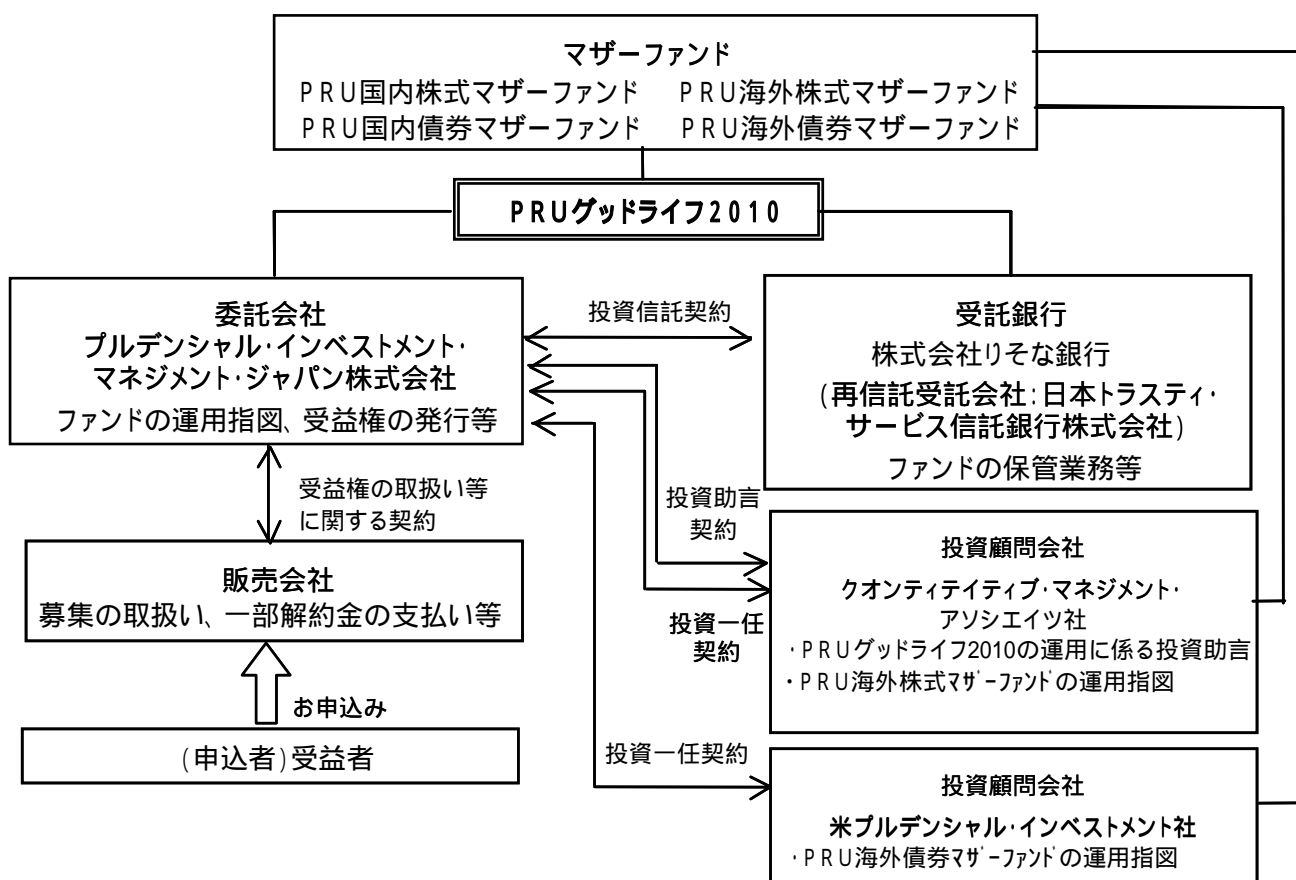 マザーファンド
PRU国内株式マザーファンド PRU海外株式マザーファンド
PRU国内債券マザーファンド PRU海外債券マザーファンド
PRUグッドライフ2010
委託会社
プルデンシャル・インベストメント・
マネジメント・ジャパン株式会社
ファンドの運用指図、受益権の発行等
投資信託契約
受託銀行
株式会社りそな銀行
(再信託受託会社:日本トラスティ・
サービス信託銀行株式会社)
ファンドの保管業務等
受益権の取扱い等
に関する契約
投資助言
契約
投資一任
契約
投資顧問会社
クオンティテイティブ・マネジメント・
アソシエイツ社
・PRUグッドライフ2010の運用に係る投資助言
・PRU海外株式マザーファンドの運用指図
販売会社
募集の取扱い、一部解約金の支払い等
お申込み
(申込者)受益者
投資一任契約
投資顧問会社
米プルデンシャル・インベストメント社
・PRU海外債券マザーファンドの運用指図